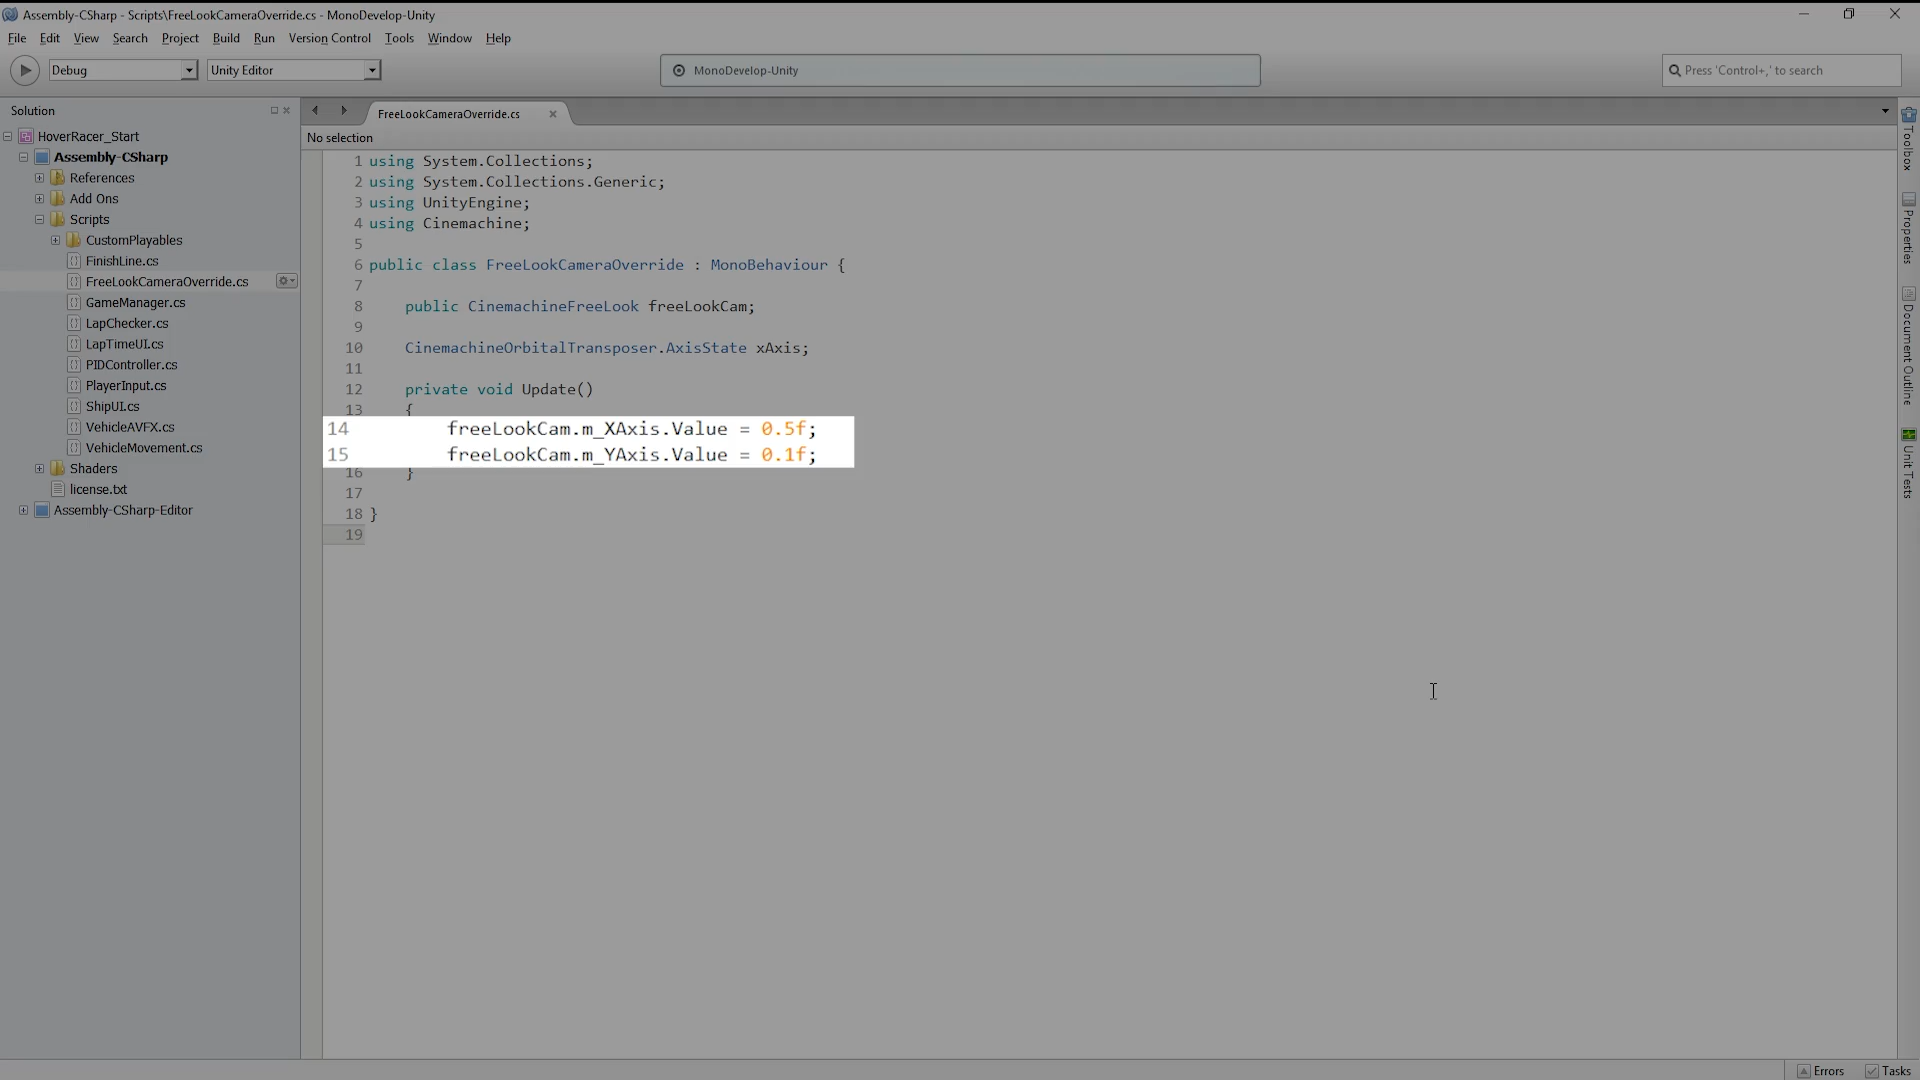 Assembly-CSharp - Scripts\FreeLookCameraOverride.cs - MonoDevelop-Unity
File Edit View Search Project Build Run Version Control Tools Window Help
Debug
Unity Editor
MonoDevelop-Unity
Press 'Control+,' to search
Solution
HoverRacer_Start
Assembly-CSharp
References
Add Ons
Scripts
CustomPlayables
FinishLine.cs
FreeLookCameraOverride.cs
GameManager.cs
LapChecker.cs
LapTimeUI.cs
PIDController.cs
PlayerInput.cs
ShipUI.cs
VehicleAVFX.cs
VehicleMovement.cs
Shaders
license.txt
Assembly-CSharp-Editor
FreeLookCameraOverride.cs
No selection
1 using System.Collections;
2 using System.Collections.Generic;
3 using UnityEngine;
4 using Cinemachine;
5
6 public class FreeLookCameraOverride : MonoBehaviour {
7
8 public CinemachineFreeLook freeLookCam;
9
10 CinemachineOrbitalTransposer.AxisState xAxis;
11
12 private void Update()
13 {
14 freeLookCam.m_XAxis.Value = 0.5f;
15 freeLookCam.m_YAxis.Value = 0.1f;
16 }
17
18 }
19
Toolbox
Properties
Document Outline
Unit Tests
Errors
Tasks